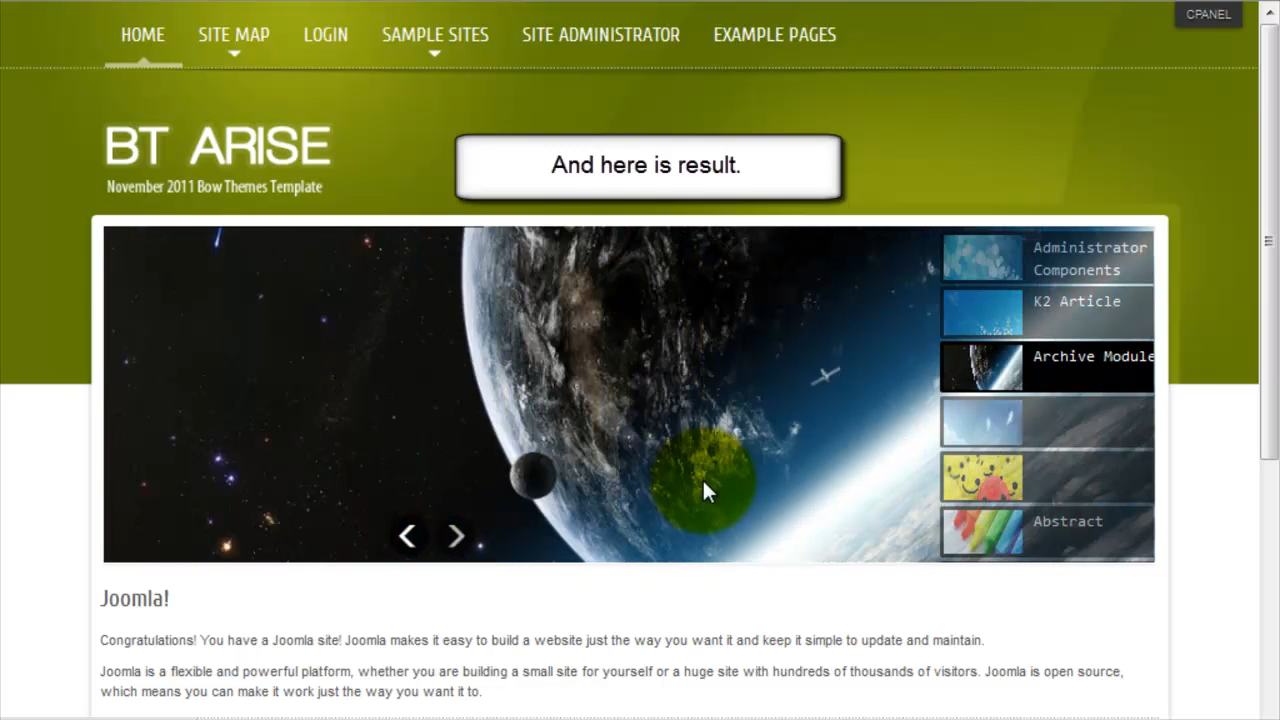 CPANEL
HOME SITE MAP LOGIN SAMPLE SITES SITE ADMINISTRATOR EXAMPLE PAGES
BT ARISE
November 2011 Bow Themes Template
And here is result.
Administrator
Components
K2 Article
Archive Module
Abstract
Joomla!
Congratulations! You have a Joomla site! Joomla makes it easy to build a website just the way you want it and keep it simple to update and maintain.
Joomla is a flexible and powerful platform, whether you are building a small site for yourself or a huge site with hundreds of thousands of visitors. Joomla is open source,
which means you can make it work just the way you want it to.